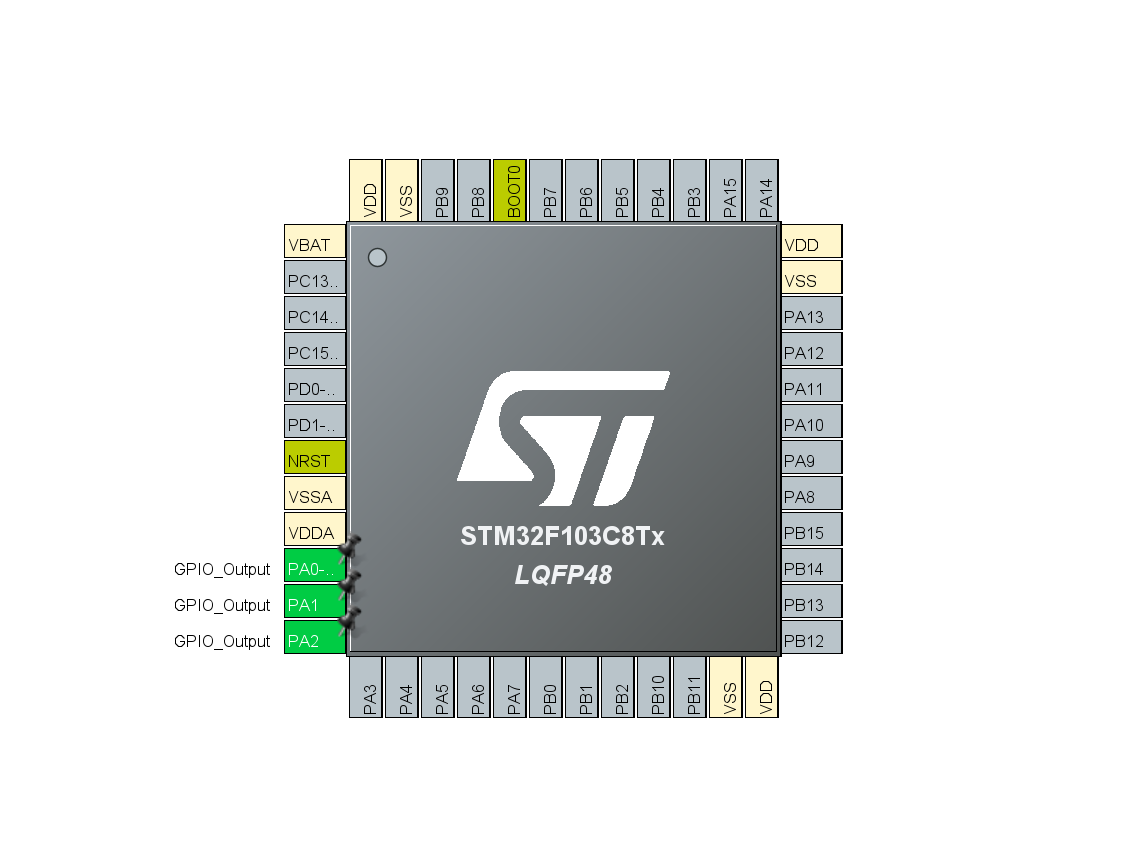 VDD
VSS
PB9
PB8
BOOT0
PB7
PB6
PB5
PB4
PB3
PA15
PA14
VBAT
PC13..
PC14..
PC15..
PD0-..
PD1-..
NRST
VSSA
VDDA
GPIO_Output PA0-..
GPIO_Output PA1
GPIO_Output PA2
VDD
VSS
PA13
PA12
PA11
PA10
PA9
PA8
PB15
PB14
PB13
PB12
ST
STM32F103C8Tx
LQFP48
PA3
PA4
PA5
PA6
PA7
PB0
PB1
PB2
PB10
PB11
VSS
VDD